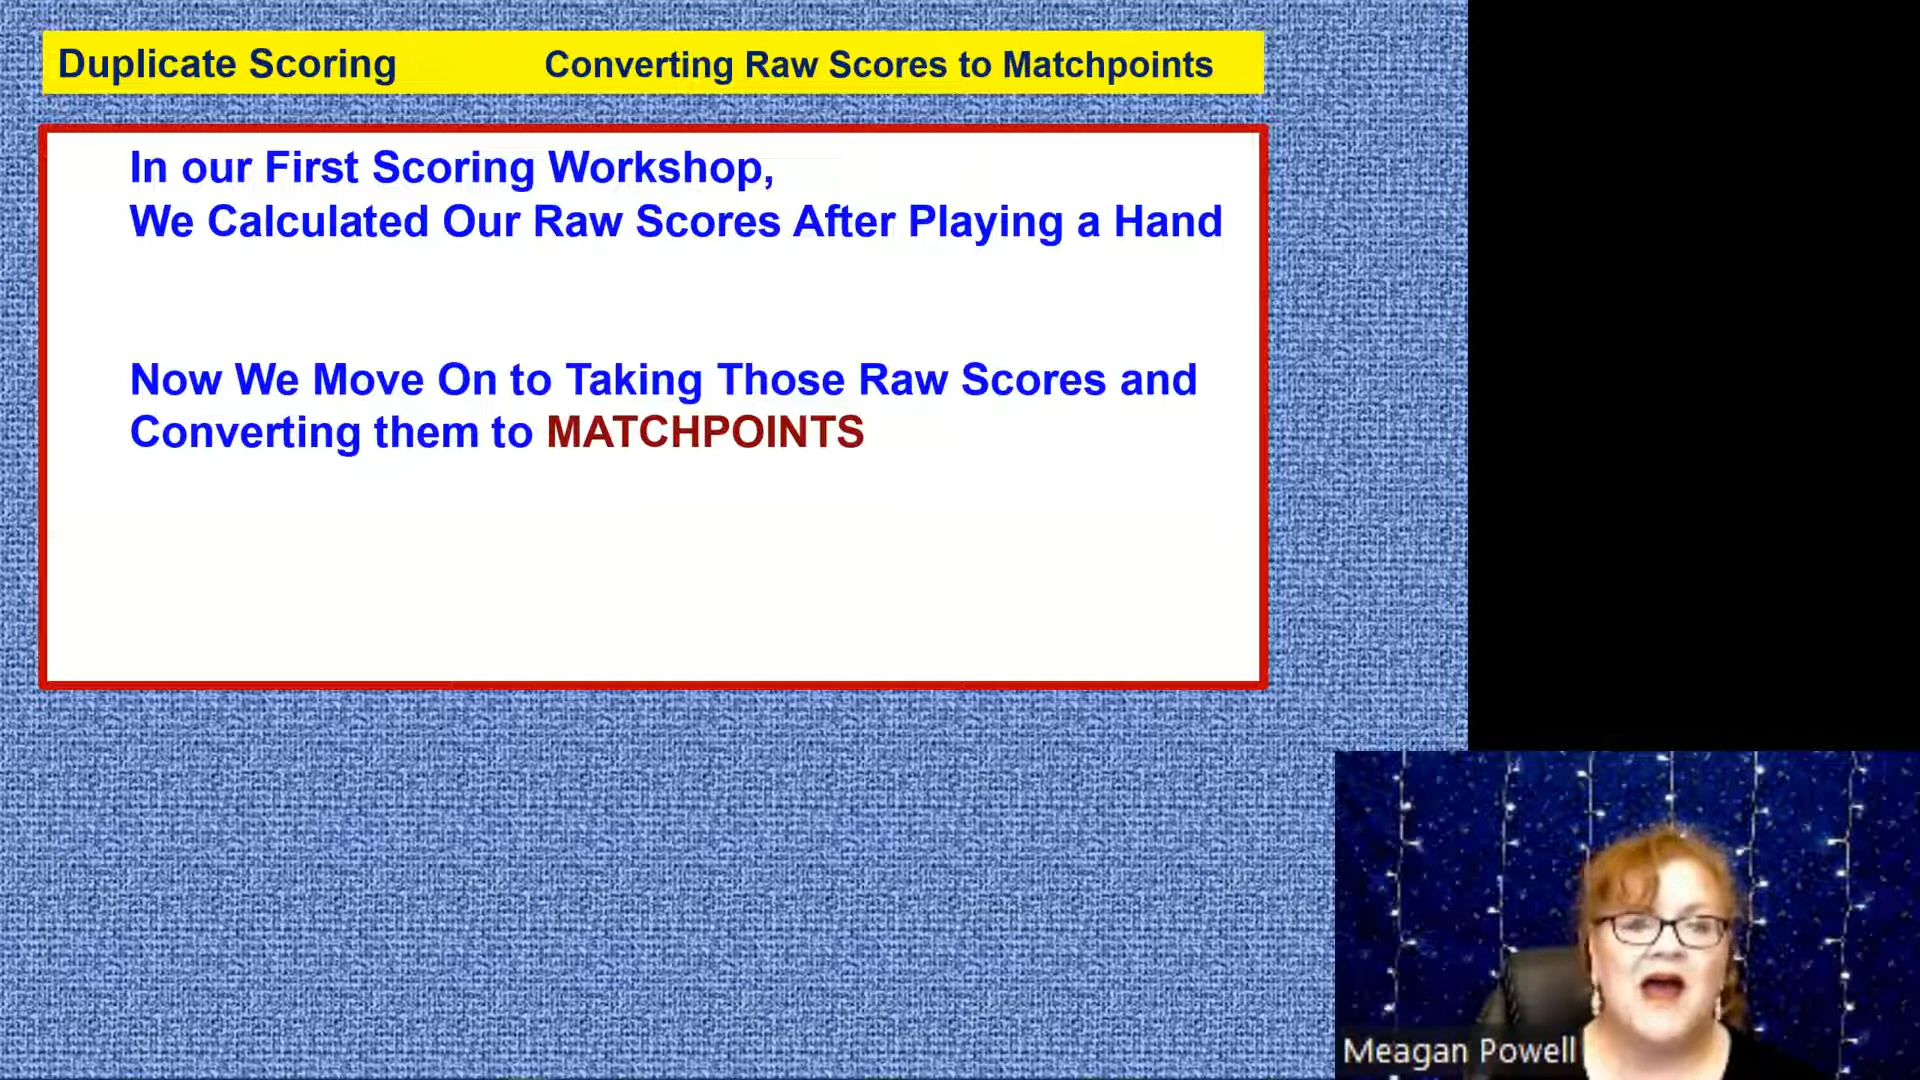 Duplicate Scoring Converting Raw Scores to Matchpoints
In our First Scoring Workshop,
We Calculated Our Raw Scores After Playing a Hand
Now We Move On to Taking Those Raw Scores and
Converting them to MATCHPOINTS
Meagan Powell